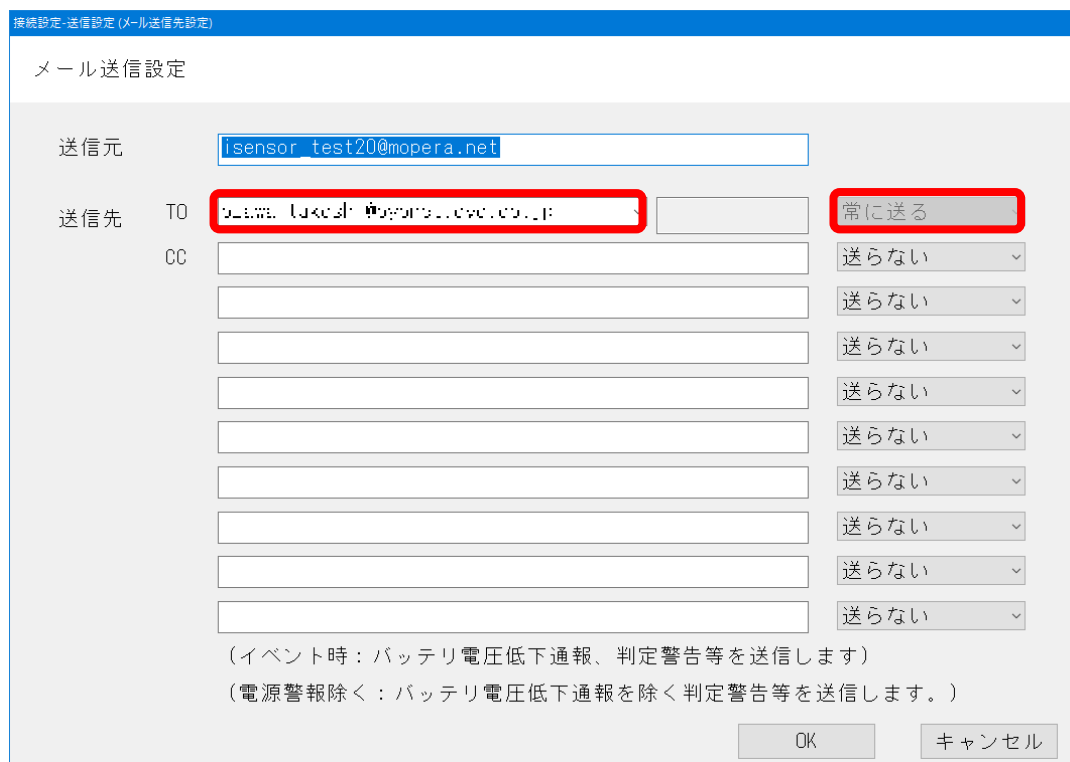 接続設定-送信設定 (メール送信先設定)
メール送信設定
送信元 isensor_test20@mopera.net
送信先 TO 常に送る
CC 送らない
送らない
送らない
送らない
送らない
送らない
送らない
送らない
送らない
(イベント時：バッテリ電圧低下通報、判定警告等を送信します)
(電源警報除く：バッテリ電圧低下通報を除く判定警告等を送信します。)
OK キャンセル